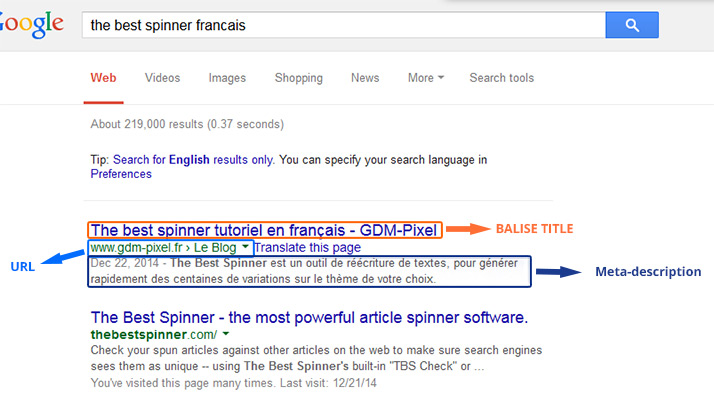 Google
the best spinner francais
Web Videos Images Shopping News More Search tools
About 219,000 results (0.37 seconds)
Tip: Search for English results only. You can specify your search language in
Preferences
The best spinner tutoriel en français - GDM-Pixel
BALISE TITLE
www.gdm-pixel.fr › Le Blog Translate this page
URL
Dec 22, 2014 - The Best Spinner est un outil de réécriture de textes, pour générer
rapidement des centaines de variations sur le thème de votre choix.
Meta-description
The Best Spinner - the most powerful article spinner software.
thebestspinner.com/
Check your spun articles against other articles on the web to make sure search engines
sees them as unique -- using The Best Spinner's built-in "TBS Check" or ...
You've visited this page many times. Last visit: 12/21/14